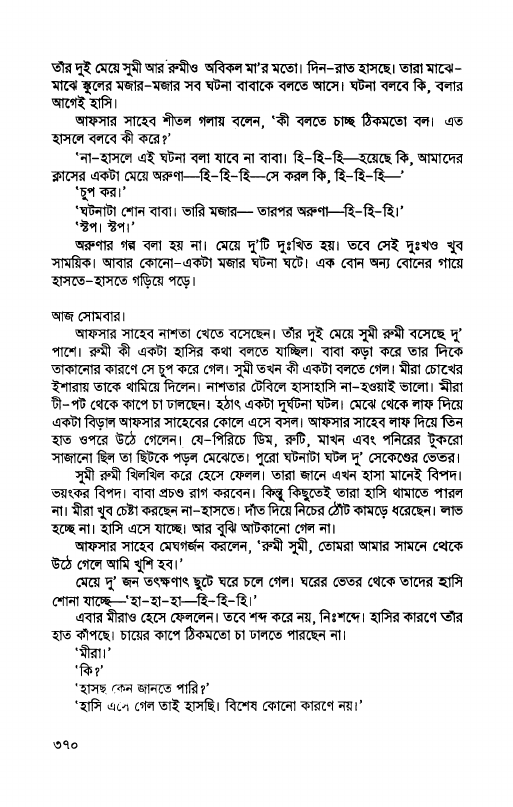 তাঁর দুই মেয়ে সুমী আর রুমীও অবিকল মা'র মতো। দিন-রাত হাসছে। তারা মাঝে-
মাঝে স্কুলের মজার-মজার সব ঘটনা বাবাকে বলতে আসে। ঘটনা বলবে কি, বলার
আগেই হাসি।
আফসার সাহেব শীতল গলায় বলেন, 'কী বলতে চাচ্ছ ঠিকমতো বল। এত
হাসলে বলবে কী করে?'
'না-হাসলে এই ঘটনা বলা যাবে না বাবা। হি-হি-হি—হয়েছে কি, আমাদের
ক্লাসের একটা মেয়ে অরুণা—হি-হি-হি—সে করল কি, হি-হি-হি—'
'চুপ কর।'
'ঘটনাটা শোন বাবা। ভারি মজার— তারপর অরুণা—হি-হি-হি।'
'স্টপ। স্টপ।'
অরুণার গল্প বলা হয় না। মেয়ে দু'টি দুঃখিত হয়। তবে সেই দুঃখও খুব
সাময়িক। আবার কোনো-একটা মজার ঘটনা ঘটে। এক বোন অন্য বোনের গায়ে
হাসতে-হাসতে গড়িয়ে পড়ে।
আজ সোমবার।
আফসার সাহেব নাশতা খেতে বসেছেন। তাঁর দুই মেয়ে সুমী রুমী বসেছে দু'
পাশে। রুমী কী একটা হাসির কথা বলতে যাচ্ছিল। বাবা কড়া করে তার দিকে
তাকানোর কারণে সে চুপ করে গেল। সুমী তখন কী একটা বলতে গেল। মীরা চোখের
ইশারায় তাকে থামিয়ে দিলেন। নাশতার টেবিলে হাসাহাসি না-হওয়াই ভালো। মীরা
টী-পট থেকে কাপে চা ঢালছেন। হঠাৎ একটা দুর্ঘটনা ঘটল। মেঝে থেকে লাফ দিয়ে
একটা বিড়াল আফসার সাহেবের কোলে এসে বসল। আফসার সাহেব লাফ দিয়ে তিন
হাত ওপরে উঠে গেলেন। যে-পিরিচে ডিম, রুটি, মাখন এবং পনিরের টুকরো
সাজানো ছিল তা ছিটকে পড়ল মেঝেতে। পুরো ঘটনাটা ঘটল দু' সেকেণ্ডের ভেতর।
সুমী রুমী খিলখিল করে হেসে ফেলল। তারা জানে এখন হাসা মানেই বিপদ।
ভয়ংকর বিপদ। বাবা প্রচণ্ড রাগ করবেন। কিন্তু কিছুতেই তারা হাসি থামাতে পারল
না। মীরা খুব চেষ্টা করছেন না-হাসতে। দাঁত দিয়ে নিচের ঠোঁট কামড়ে ধরেছেন। লাভ
হচ্ছে না। হাসি এসে যাচ্ছে। আর বুঝি আটকানো গেল না।
আফসার সাহেব মেঘগর্জন করলেন, 'রুমী সুমী, তোমরা আমার সামনে থেকে
উঠে গেলে আমি খুশি হব।'
মেয়ে দু' জন তৎক্ষণাৎ ছুটে ঘরে চলে গেল। ঘরের ভেতর থেকে তাদের হাসি
শোনা যাচ্ছে—'হা-হা-হা—হি-হি-হি।'
এবার মীরাও হেসে ফেললেন। তবে শব্দ করে নয়, নিঃশব্দে। হাসির কারণে তাঁর
হাত কাঁপছে। চায়ের কাপে ঠিকমতো চা ঢালতে পারছেন না।
'মীরা।'
'কি?'
'হাসছ কেন জানতে পারি?'
'হাসি এসে গেল তাই হাসছি। বিশেষ কোনো কারণে নয়।'
৩৭০